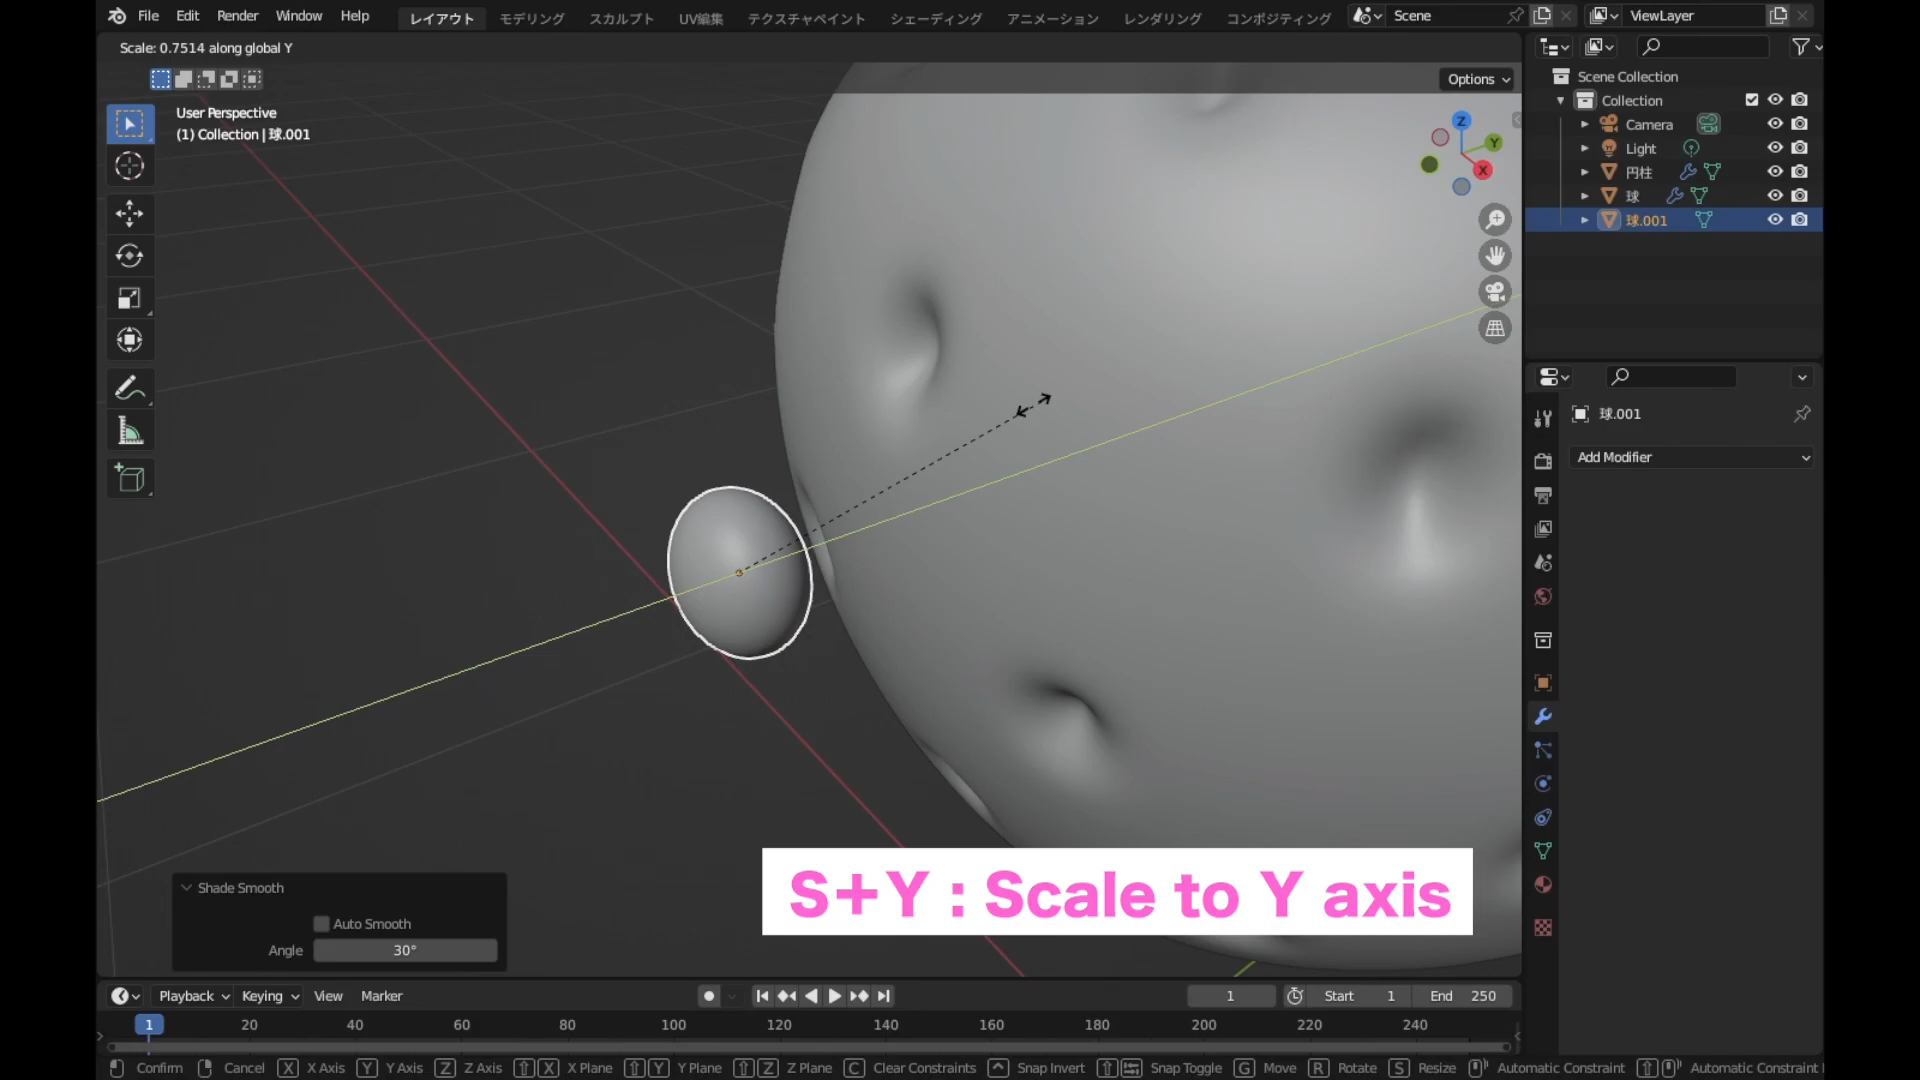 File Edit Render Window Help レイアウト モデリング スカルプト UV編集 テクスチャペイント シェーディング アニメーション レンダリング コンポジティング Scene ViewLayer
Scale: 0.7514 along global Y
Options
User Perspective
(1) Collection | 球.001
Z
Y
X
Scene Collection
Collection
Camera
Light
円柱
球
球.001
球.001
Add Modifier
S+Y : Scale to Y axis
Shade Smooth
Auto Smooth
Angle 30°
Playback Keying View Marker 1 Start 1 End 250
1 20 40 60 80 100 120 140 160 180 200 220 240
Confirm Cancel X X Axis Y Y Axis Z Z Axis X X Plane Y Y Plane Z Z Plane C Clear Constraints Snap Invert Snap Toggle G Move R Rotate S Resize Automatic Constraint Automatic Constraint